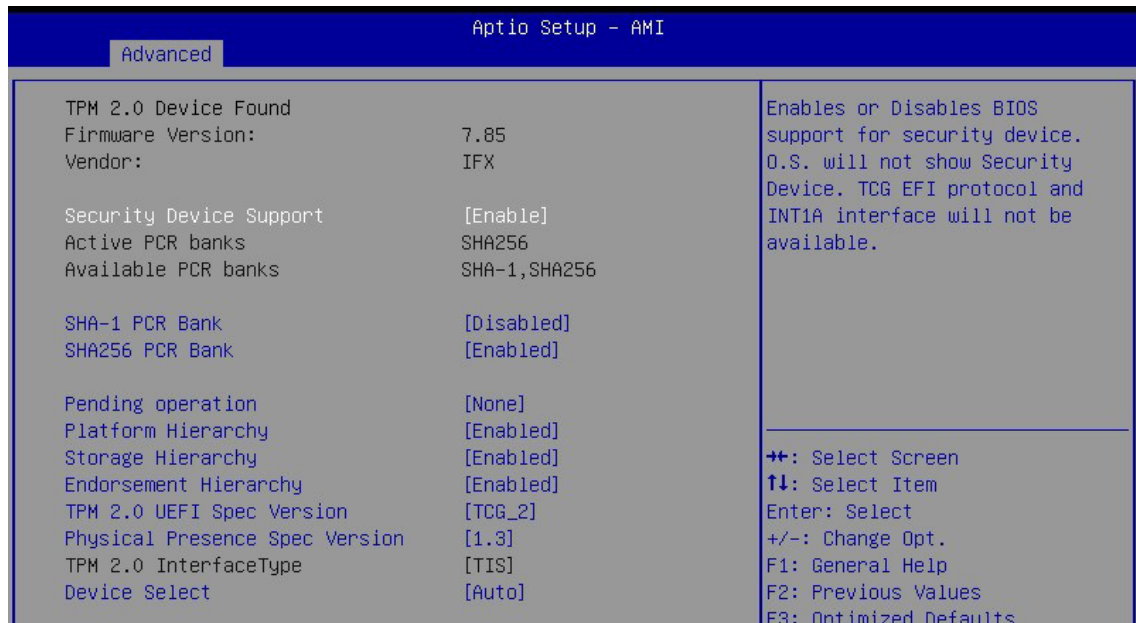 Aptio Setup – AMI
Advanced
TPM 2.0 Device Found
Firmware Version: 7.85
Vendor: IFX
Security Device Support [Enable]
Active PCR banks SHA256
Available PCR banks SHA-1,SHA256
SHA-1 PCR Bank [Disabled]
SHA256 PCR Bank [Enabled]
Pending operation [None]
Platform Hierarchy [Enabled]
Storage Hierarchy [Enabled]
Endorsement Hierarchy [Enabled]
TPM 2.0 UEFI Spec Version [TCG_2]
Physical Presence Spec Version [1.3]
TPM 2.0 InterfaceType [TIS]
Device Select [Auto]
Enables or Disables BIOS
support for security device.
O.S. will not show Security
Device. TCG EFI protocol and
INT1A interface will not be
available.
→←: Select Screen
↑↓: Select Item
Enter: Select
+/-: Change Opt.
F1: General Help
F2: Previous Values
F3: Optimized Defaults